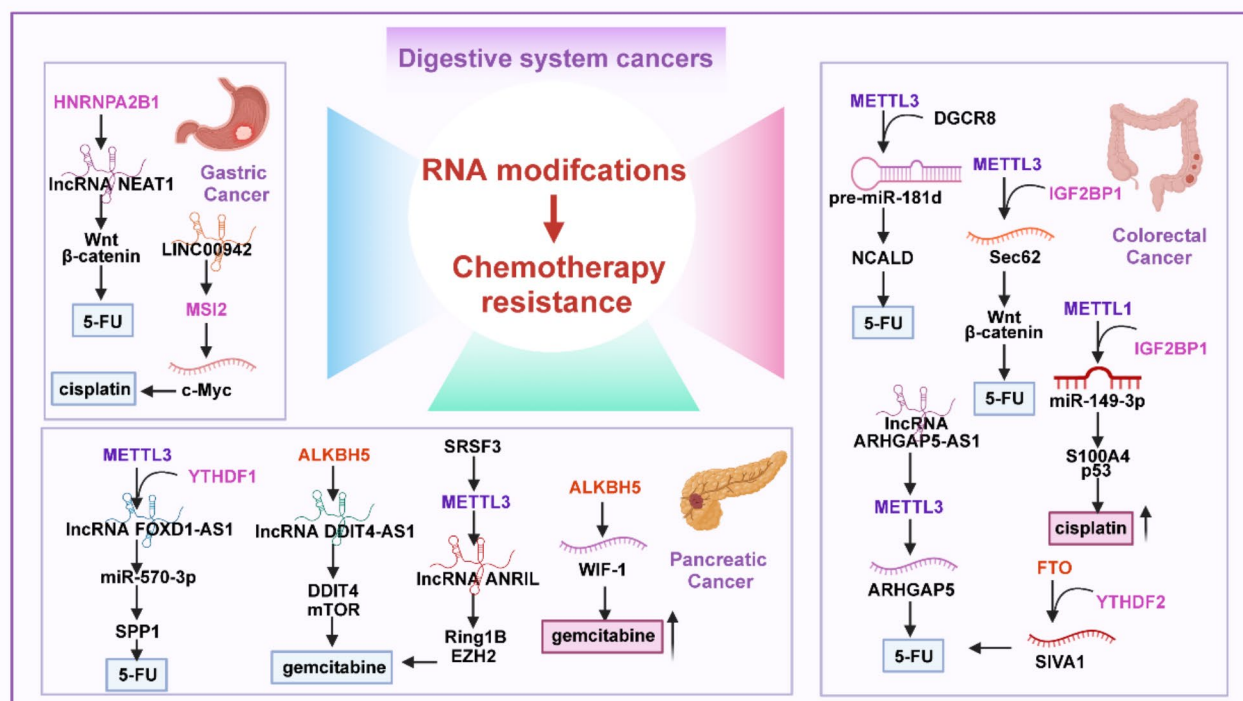 Digestive system cancers
RNA modifcations
Chemotherapy
resistance
HNRNPA2B1
lncRNA NEAT1
Wnt
β-catenin
5-FU
Gastric
Cancer
LINC00942
MSI2
c-Myc
cisplatin
METTL3
YTHDF1
lncRNA FOXD1-AS1
miR-570-3p
SPP1
5-FU
ALKBH5
lncRNA DDIT4-AS1
DDIT4
mTOR
gemcitabine
SRSF3
METTL3
lncRNA ANRIL
Ring1B
EZH2
ALKBH5
WIF-1
gemcitabine
Pancreatic
Cancer
METTL3
DGCR8
pre-miR-181d
NCALD
5-FU
METTL3
IGF2BP1
Sec62
Wnt
β-catenin
5-FU
Colorectal
Cancer
METTL1
IGF2BP1
miR-149-3p
S100A4
p53
cisplatin
lncRNA
ARHGAP5-AS1
METTL3
ARHGAP5
5-FU
FTO
YTHDF2
SIVA1